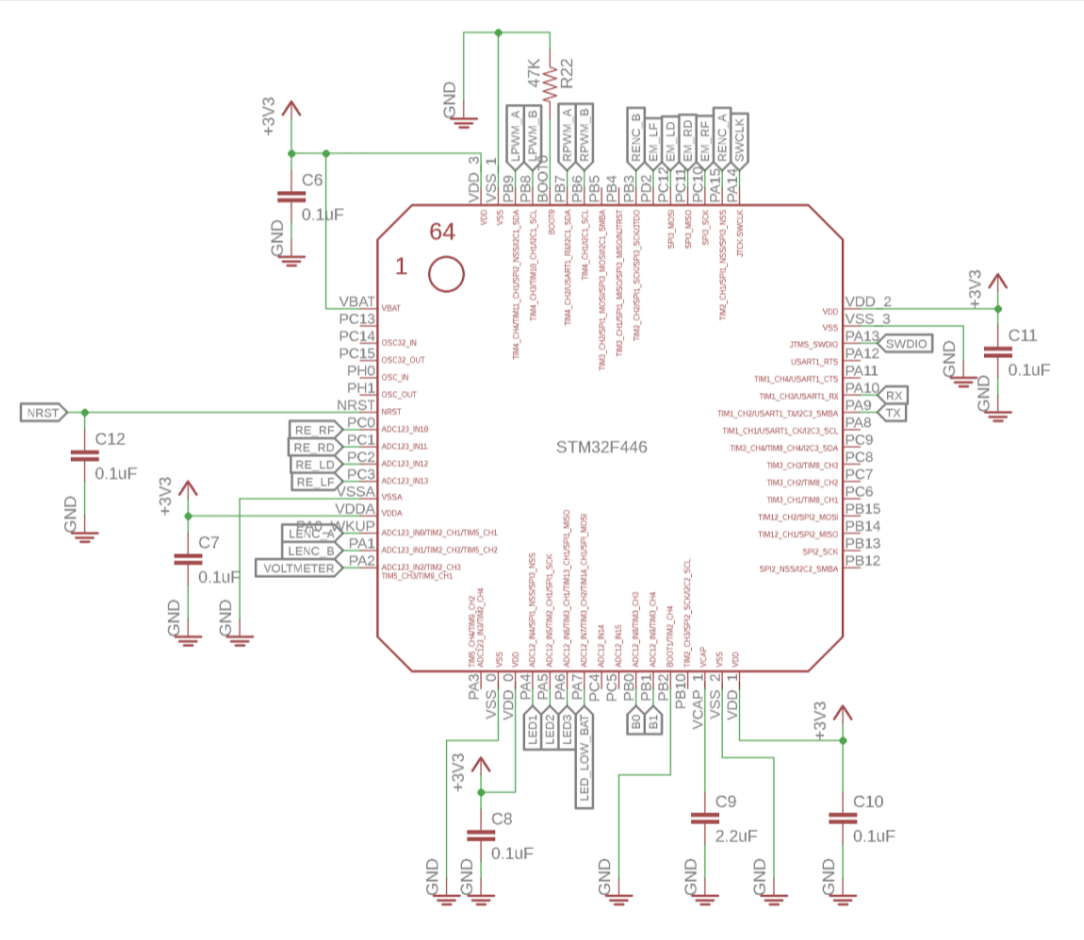 47K
R22
GND
+3V3
C6
0.1uF
GND
LPWM_A
LPWM_B
RPWM_A
RPWM_B
RENC_B
EM_LF
EM_LD
EM_RD
EM_RF
RENC_A
SWCLK
VDD_3
VSS_1
PB9
PB8
BOOT0
PB7
PB6
PB5
PB4
PB3
PD2
PC12
PC11
PC10
PA15
PA14
VDD
VSS
TIM4_CH4/TIM11_CH1/SPI2_NSS/I2C1_SDA
TIM4_CH3/TIM10_CH1/I2C1_SCL
BOOT0
TIM4_CH2/USART1_RX/I2C1_SDA
TIM4_CH1/I2C1_SCL
TIM3_CH2/SPI1_MOSI/SPI3_MOSI/I2C1_SMBA
TIM3_CH1/SPI1_MISO/SPI3_MISO/NJTRST
TIM2_CH2/SPI1_SCK/SPI3_SCK/JTDO
SPI3_MOSI
SPI3_MISO
SPI3_SCK
TIM2_CH1/SPI1_NSS/SPI3_NSS
JTCK-SWCLK
64
1
VBAT
PC13
PC14
PC15
PH0
PH1
NRST
PC0
PC1
PC2
PC3
VSSA
VDDA
PA0_WKUP
PA1
PA2
VBAT
OSC32_IN
OSC32_OUT
OSC_IN
OSC_OUT
NRST
ADC123_IN10
ADC123_IN11
ADC123_IN12
ADC123_IN13
VSSA
VDDA
ADC123_IN0/TIM2_CH1/TIM5_CH1
ADC123_IN1/TIM2_CH2/TIM5_CH2
ADC123_IN2/TIM2_CH3
TIM5_CH3/TIM9_CH1
NRST
C12
0.1uF
GND
RE_RF
RE_RD
RE_LD
RE_LF
LENC_A
LENC_B
VOLTMETER
+3V3
C7
0.1uF
GND
GND
STM32F446
VDD_2
VSS_3
PA13
PA12
PA11
PA10
PA9
PA8
PC9
PC8
PC7
PC6
PB15
PB14
PB13
PB12
VDD
VSS
JTMS_SWDIO
USART1_RTS
TIM1_CH4/USART1_CTS
TIM1_CH3/USART1_RX
TIM1_CH2/USART1_TX/I2C3_SMBA
TIM1_CH1/USART1_CK/I2C3_SCL
TIM3_CH4/TIM8_CH4/I2C3_SDA
TIM3_CH3/TIM8_CH3
TIM3_CH2/TIM8_CH2
TIM3_CH1/TIM8_CH1
TIM12_CH2/SPI2_MOSI
TIM12_CH1/SPI2_MISO
SPI2_SCK
SPI2_NSS/I2C2_SMBA
SWDIO
RX
TX
+3V3
C11
0.1uF
GND
GND
TIM5_CH4/TIM9_CH2
ADC123_IN3/TIM2_CH4
VSS
VDD
ADC12_IN4/SPI1_NSS/SPI3_NSS
ADC12_IN5/TIM2_CH1/SPI1_SCK
ADC12_IN6/TIM3_CH1/TIM13_CH1/SPI1_MISO
ADC12_IN7/TIM3_CH2/TIM14_CH1/SPI_MOSI
ADC12_IN14
ADC12_IN15
ADC12_IN8/TIM3_CH3
ADC12_IN9/TIM3_CH4
BOOT1/TIM2_CH4
TIM2_CH3/SPI2_SCK/I2C2_SCL
VCAP
VSS
VDD
PA3
VSS_0
VDD_0
PA4
PA5
PA6
PA7
PC4
PC5
PB0
PB1
PB2
PB10
VCAP_1
VSS_2
VDD_1
LED1
LED2
LED3
LED_LOW_BAT
B0
B1
+3V3
C8
0.1uF
GND
GND
GND
C9
2.2uF
GND
GND
+3V3
C10
0.1uF
GND